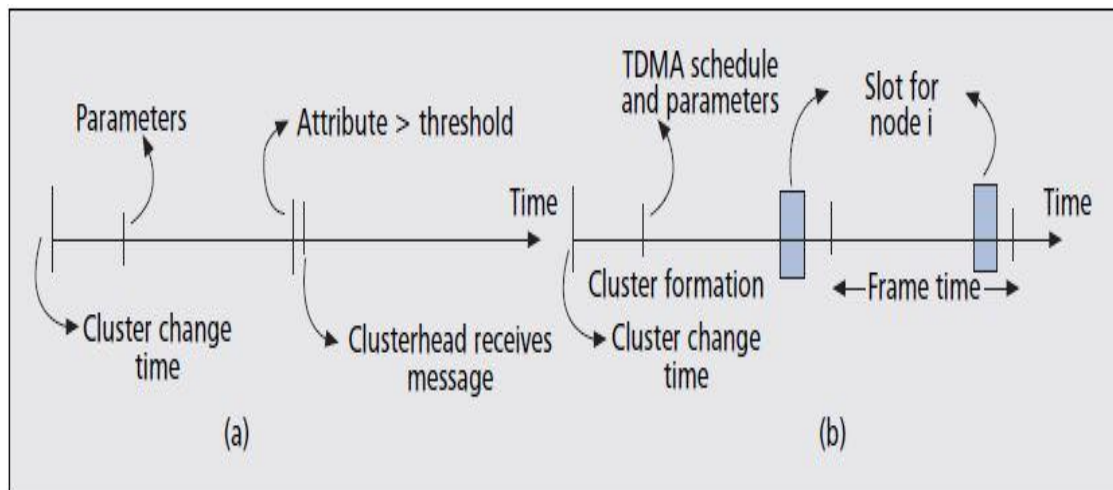 Parameters
Attribute > threshold
Time
Cluster change
time
Clusterhead receives
message
(a)
TDMA schedule
and parameters
Slot for
node i
Time
Cluster formation
Frame time
Cluster change
time
(b)